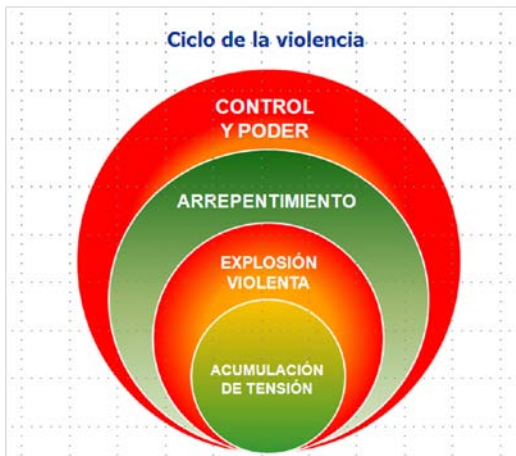 Ciclo de la violencia
CONTROL
Y PODER
ARREPENTIMIENTO
EXPLOSIÓN
VIOLENTA
ACUMULACIÓN
DE TENSIÓN